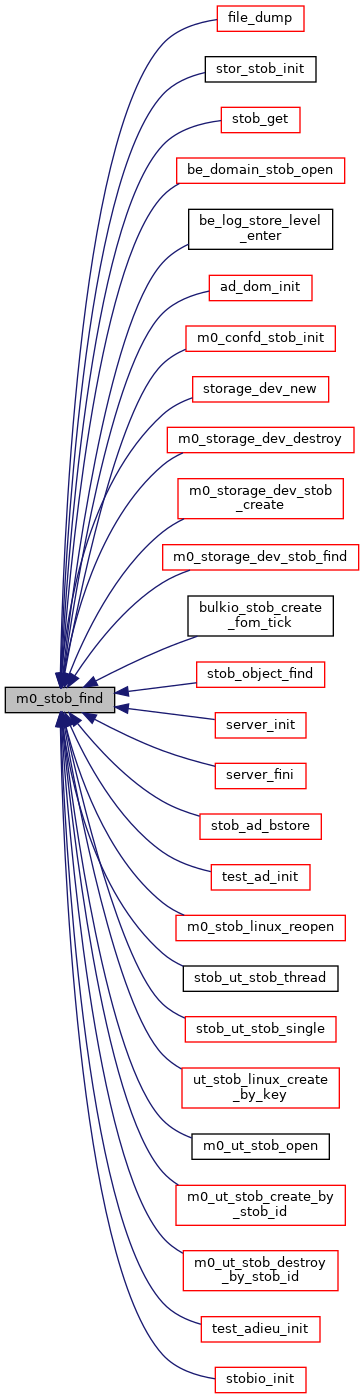 file_dump
stor_stob_init
stob_get
be_domain_stob_open
be_log_store_level
_enter
ad_dom_init
m0_confd_stob_init
storage_dev_new
m0_storage_dev_destroy
m0_storage_dev_stob
_create
m0_storage_dev_stob_find
bulkio_stob_create
_fom_tick
stob_object_find
m0_stob_find
server_init
server_fini
stob_ad_bstore
test_ad_init
m0_stob_linux_reopen
stob_ut_stob_thread
stob_ut_stob_single
ut_stob_linux_create
_by_key
m0_ut_stob_open
m0_ut_stob_create_by
_stob_id
m0_ut_stob_destroy
_by_stob_id
test_adieu_init
stobio_init